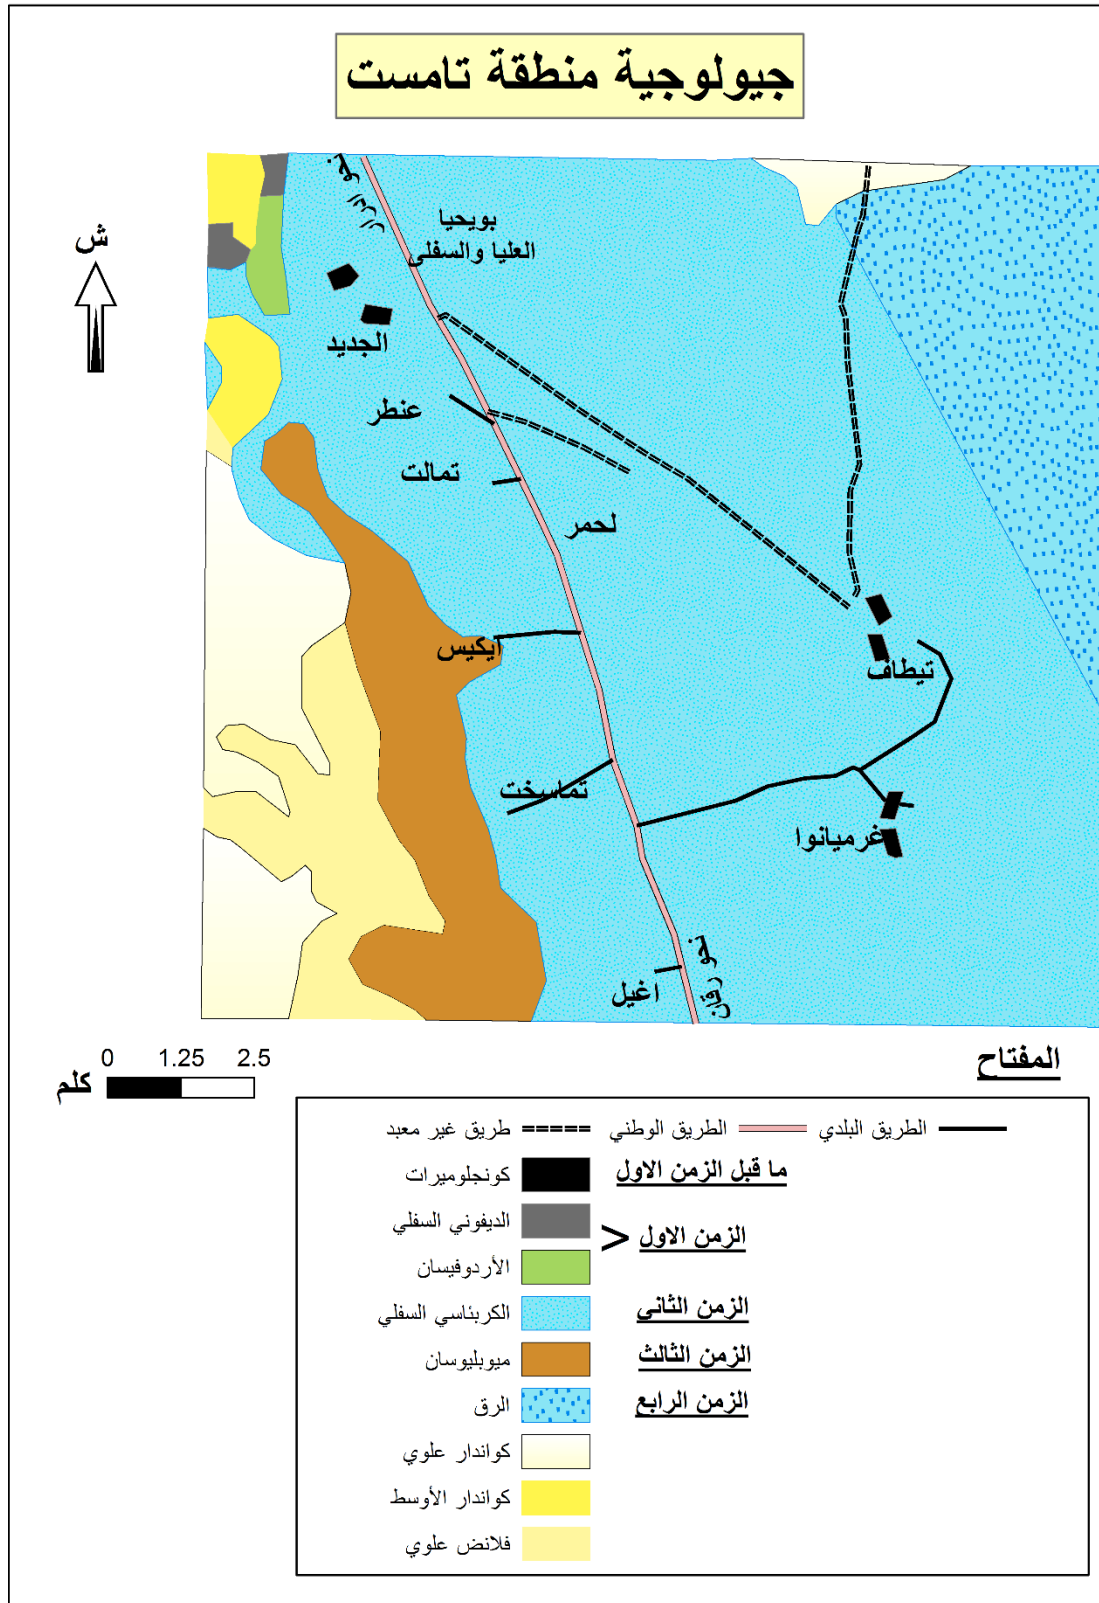 جيولوجية منطقة تامست
ش
نحو ادرار
بويحيا
العليا والسفلى
الجديد
عنطر
تمالت
لحمر
ايكيس
تيطاف
تماسخت
غرميانوا
اغيل
نحو رقان
0 1.25 2.5
كلم
المفتاح
الطريق البلدي
الطريق الوطني
طريق غير معبد
ما قبل الزمن الاول
كونجلوميرات
الزمن الاول
الديفوني السفلي
الأردوفيسان
الزمن الثاني
الكربئاسي السفلي
الزمن الثالث
ميوبليوسان
الزمن الرابع
الرق
كواندار علوي
كواندار الأوسط
فلانض علوي